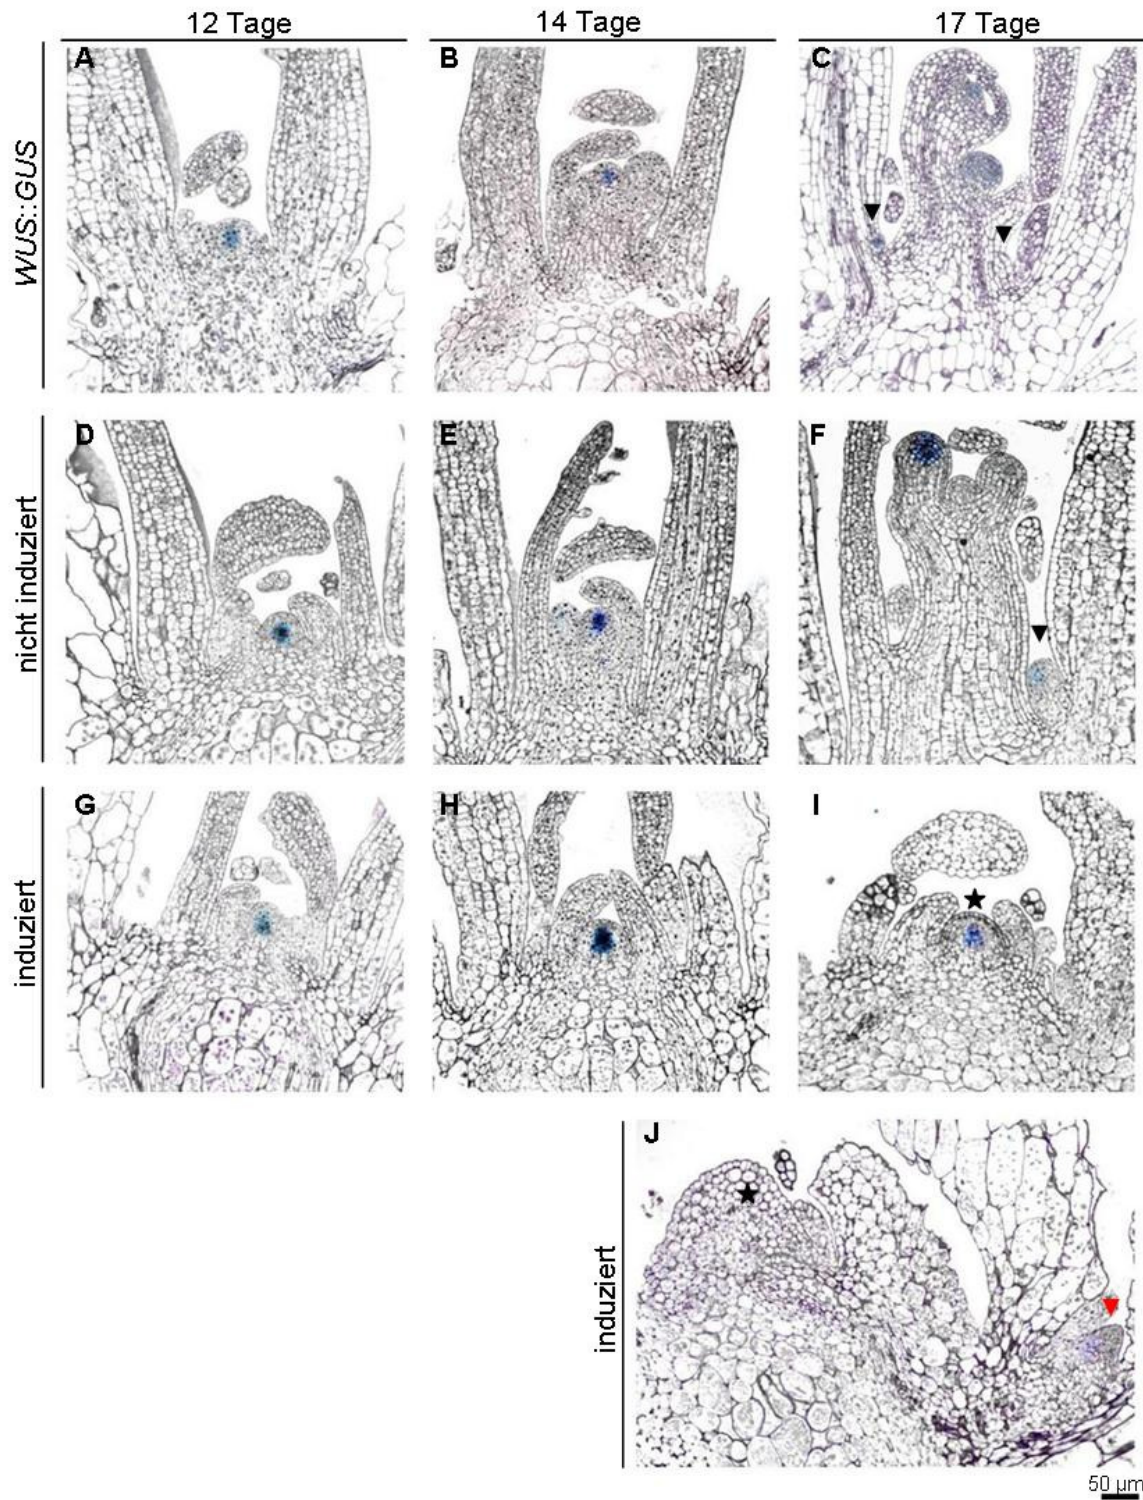 12 Tage 14 Tage 17 Tage
WUS::GUS
A B C
nicht induziert
D E F
induziert
G H I
induziert
J
50 µm